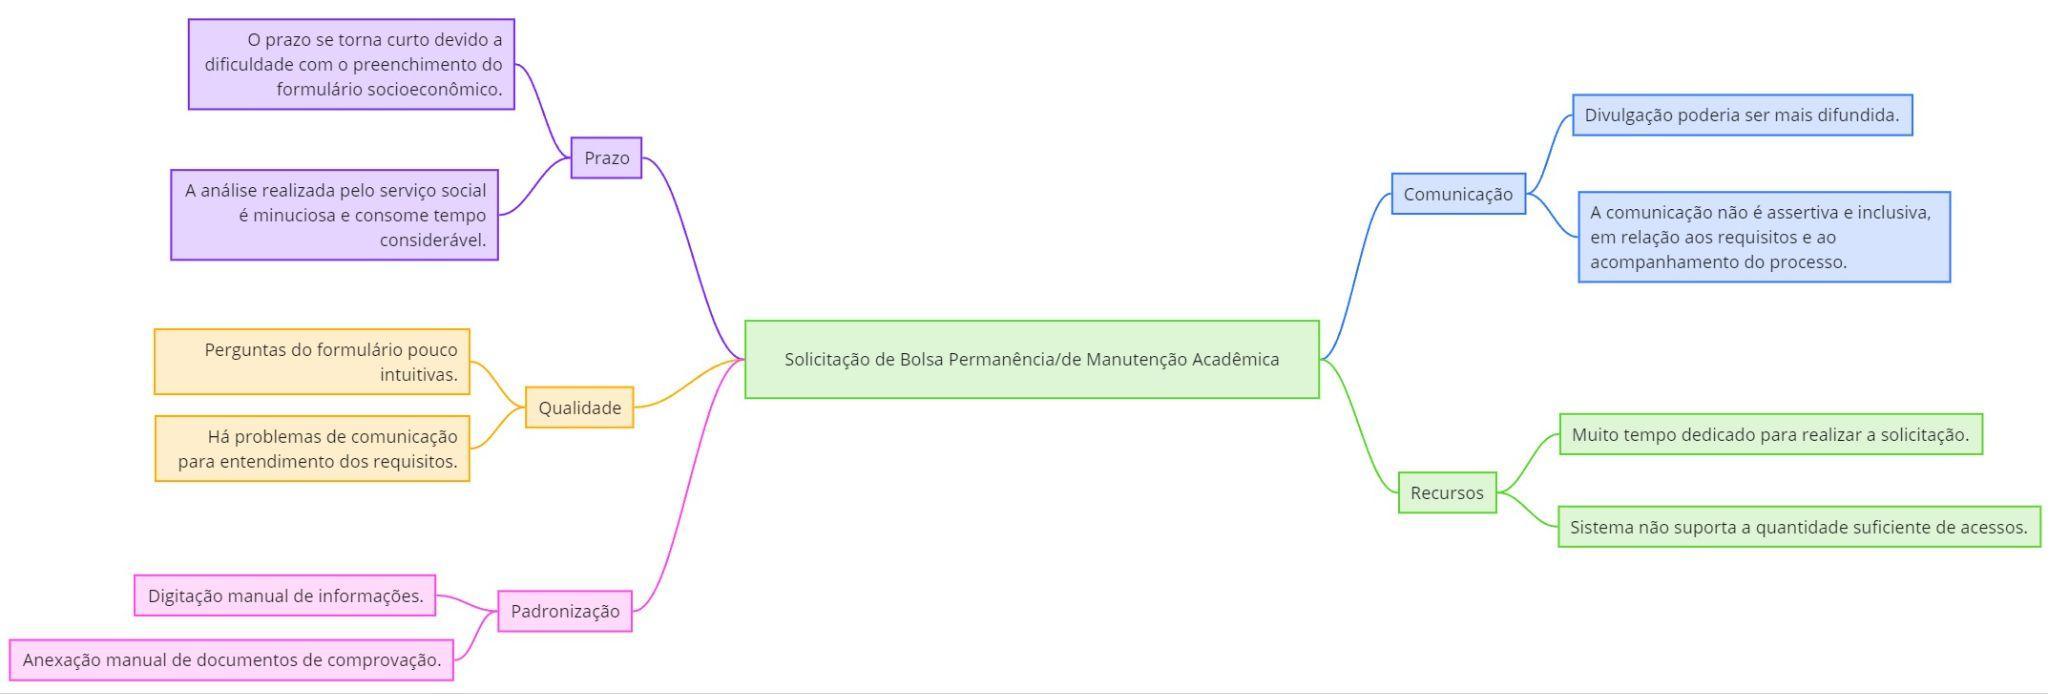 O prazo se torna curto devido a
dificuldade com o preenchimento do
formulário socioeconômico.
Prazo
A análise realizada pelo serviço social
é minuciosa e consome tempo
considerável.
Perguntas do formulário pouco
intuitivas.
Qualidade
Há problemas de comunicação
para entendimento dos requisitos.
Digitação manual de informações.
Padronização
Anexação manual de documentos de comprovação.
Solicitação de Bolsa Permanência/de Manutenção Acadêmica
Divulgação poderia ser mais difundida.
Comunicação
A comunicação não é assertiva e inclusiva,
em relação aos requisitos e ao
acompanhamento do processo.
Muito tempo dedicado para realizar a solicitação.
Recursos
Sistema não suporta a quantidade suficiente de acessos.